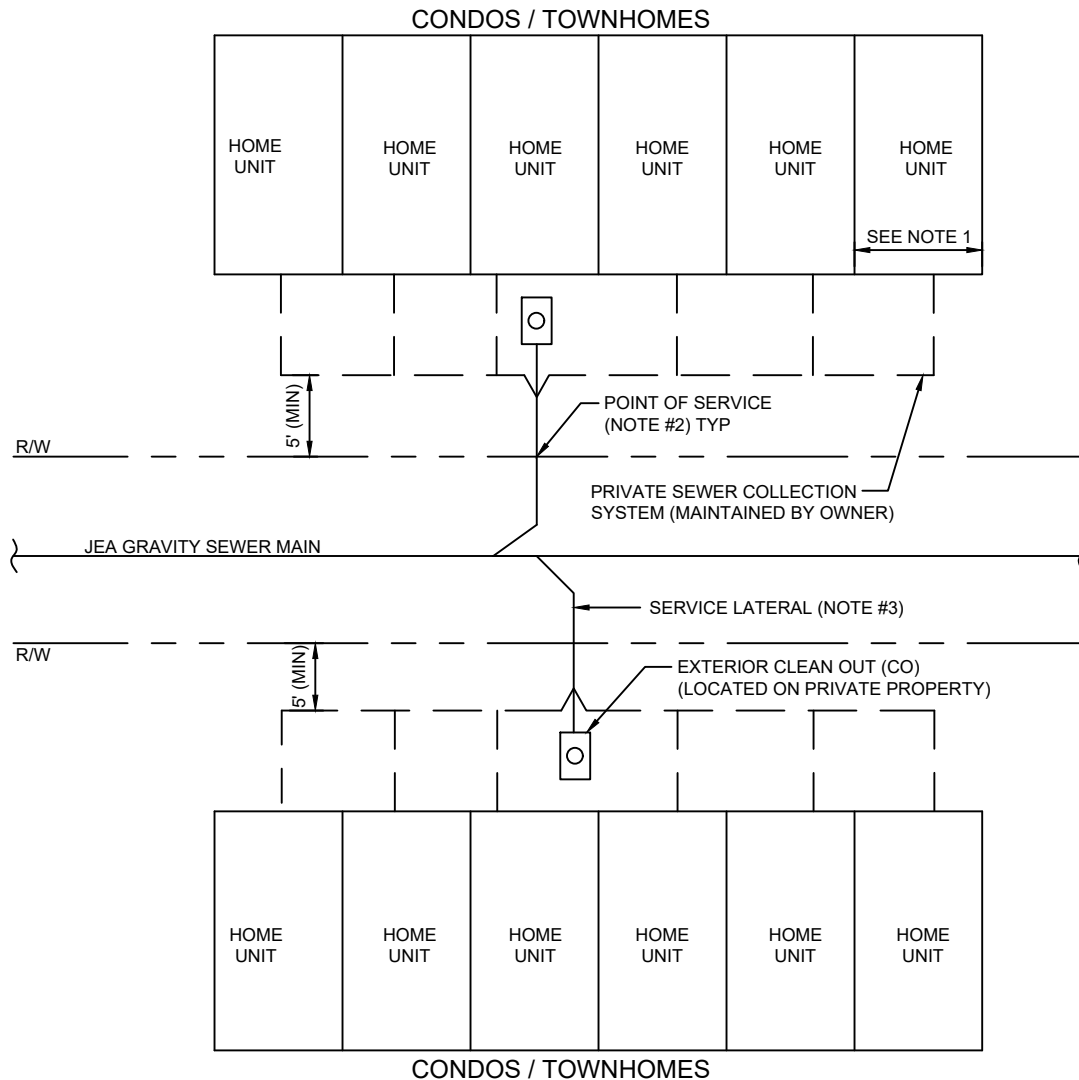 CONDOS / TOWNHOMES
HOME
UNIT
HOME
UNIT
HOME
UNIT
HOME
UNIT
HOME
UNIT
HOME
UNIT
SEE NOTE 1
5' (MIN)
POINT OF SERVICE
(NOTE #2) TYP
R/W
PRIVATE SEWER COLLECTION
SYSTEM (MAINTAINED BY OWNER)
JEA GRAVITY SEWER MAIN
SERVICE LATERAL (NOTE #3)
R/W
5' (MIN)
EXTERIOR CLEAN OUT (CO)
(LOCATED ON PRIVATE PROPERTY)
HOME
UNIT
HOME
UNIT
HOME
UNIT
HOME
UNIT
HOME
UNIT
HOME
UNIT
CONDOS / TOWNHOMES